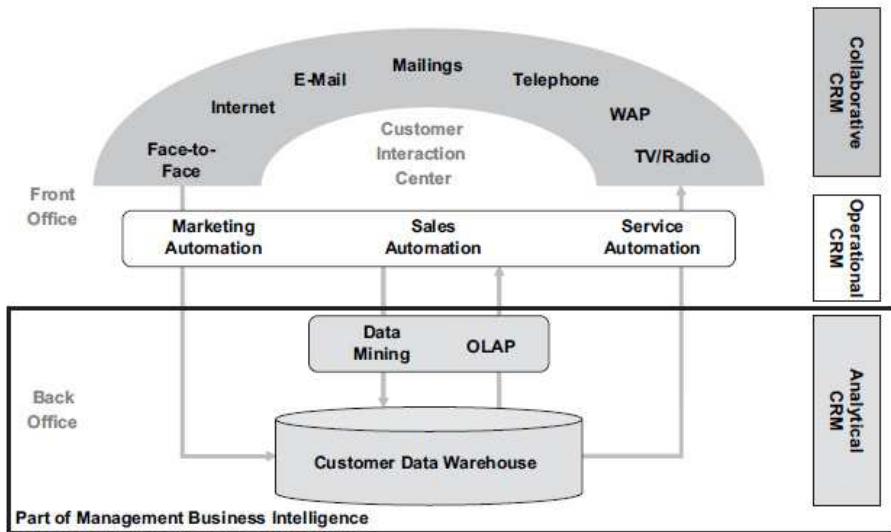 Mailings
E-Mail
Telephone
Internet
WAP
Face-to-
Face
TV/Radio
Customer
Interaction
Center
Collaborative
CRM
Front
Office
Marketing
Automation
Sales
Automation
Service
Automation
Operational
CRM
Data
Mining
OLAP
Back
Office
Customer Data Warehouse
Analytical
CRM
Part of Management Business Intelligence